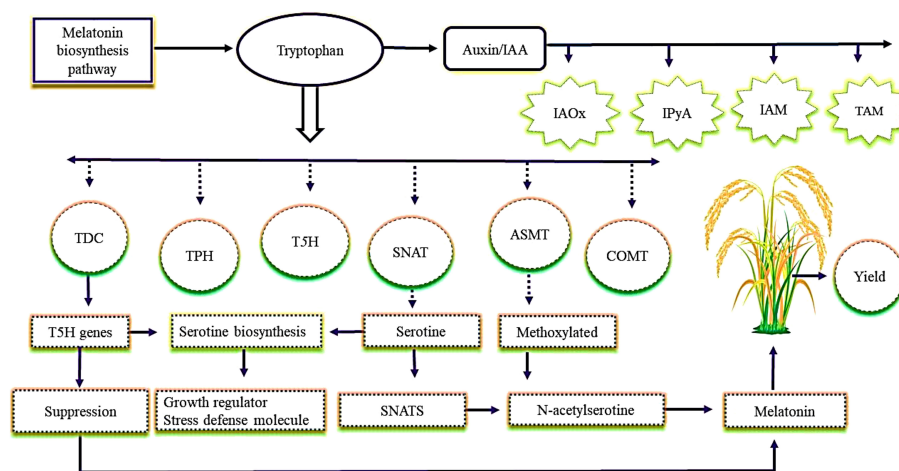 Melatonin
biosynthesis
pathway
Tryptophan
Auxin/IAA
IAOx
IPyA
IAM
TAM
TDC
TPH
T5H
SNAT
ASMT
COMT
Yield
T5H genes
Serotine biosynthesis
Serotine
Methoxylated
Suppression
Growth regulator
Stress defense molecule
SNATS
N-acetylserotine
Melatonin